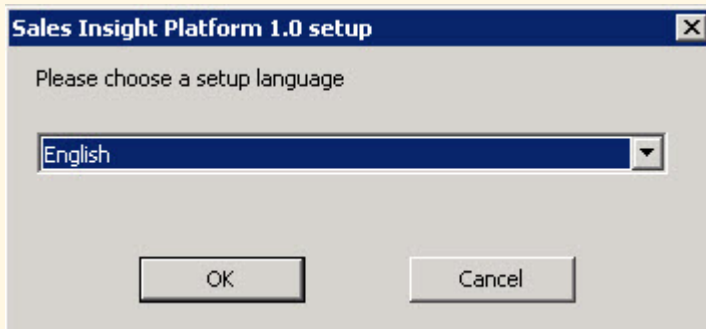 Sales Insight Platform 1.0 setup
Please choose a setup language
English
OK
Cancel